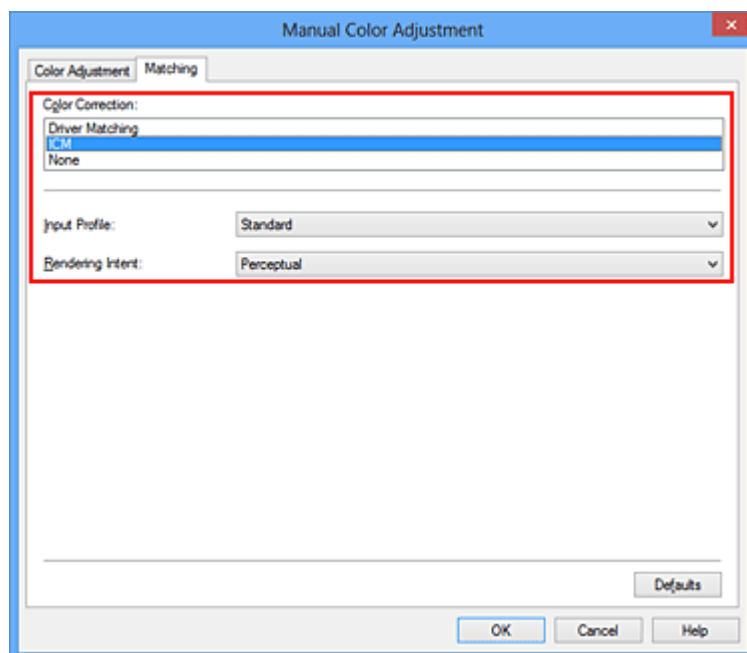 Manual Color Adjustment
Color Adjustment Matching
Color Correction:
Driver Matching
ICM
None
Input Profile: Standard
Rendering Intent: Perceptual
Defaults
OK Cancel Help